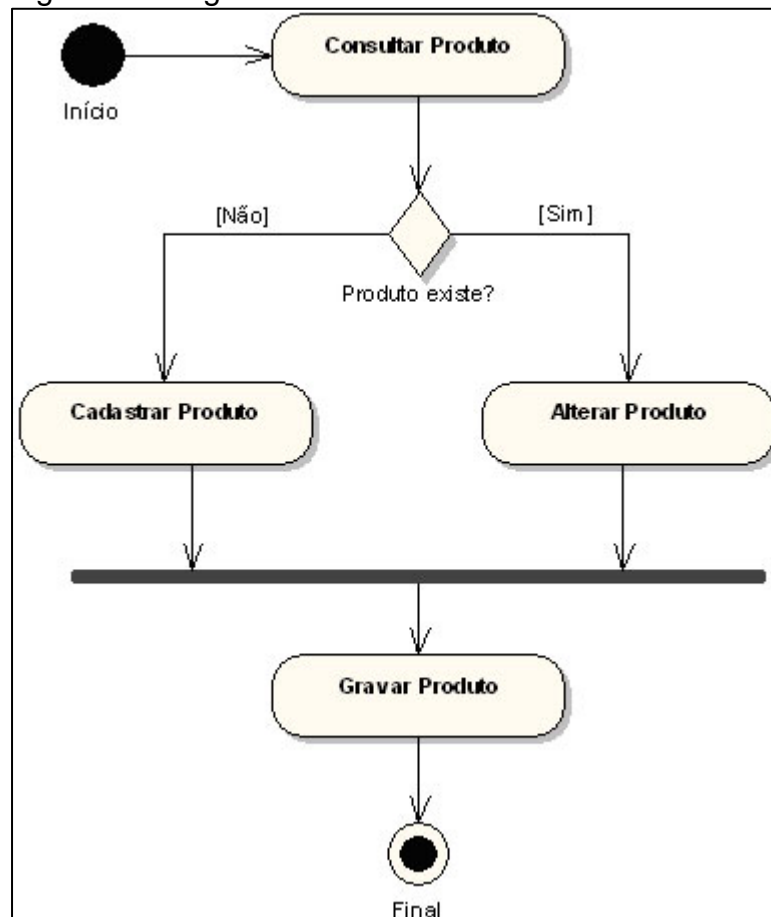 Consultar Produto
Início
[Não]
[Sim]
Produto existe?
Cadastrar Produto
Alterar Produto
Gravar Produto
Final